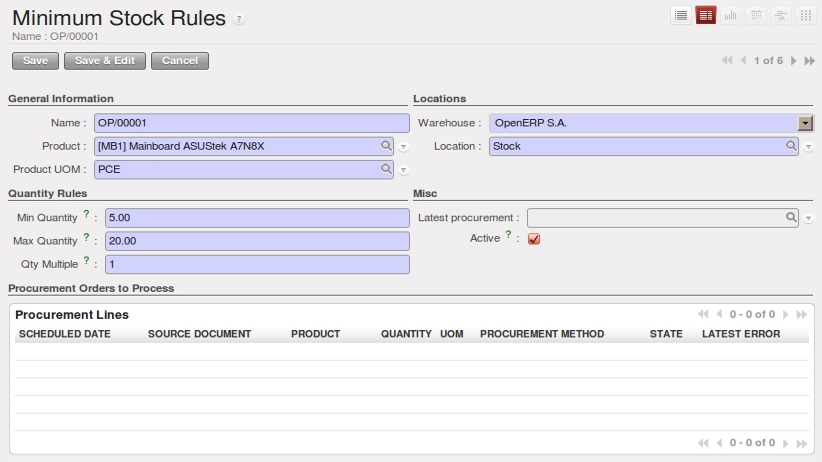 Minimum Stock Rules ?
Name : OP/00001
Save Save & Edit Cancel 1 of 6
General Information Locations
Name : OP/00001 Warehouse : OpenERP S.A.
Product : [MB1] Mainboard ASUStek A7N8X Location : Stock
Product UOM : PCE
Quantity Rules Misc
Min Quantity ? : 5.00 Latest procurement :
Max Quantity ? : 20.00 Active ? :
Qty Multiple ? : 1
Procurement Orders to Process
Procurement Lines 0 - 0 of 0
SCHEDULED DATE SOURCE DOCUMENT PRODUCT QUANTITY UOM PROCUREMENT METHOD STATE LATEST ERROR
0 - 0 of 0